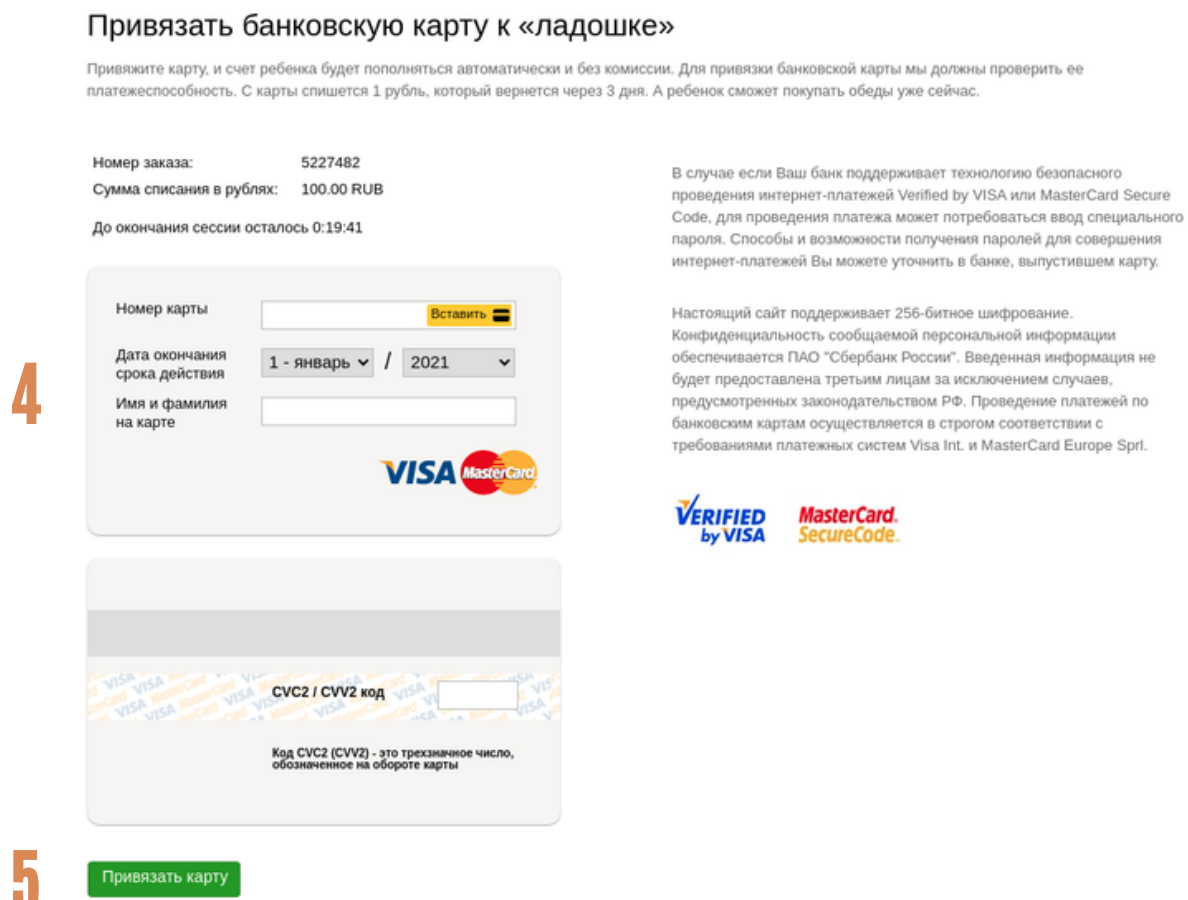 Привязать банковскую карту к «ладошке»
Привяжите карту, и счет ребенка будет пополняться автоматически и без комиссии. Для привязки банковской карты мы должны проверить ее
платежеспособность. С карты спишется 1 рубль, который вернется через 3 дня. А ребенок сможет покупать обеды уже сейчас.
Номер заказа: 5227482
Сумма списания в рублях: 100.00 RUB
До окончания сессии осталось 0:19:41
4
Номер карты Вставить
Дата окончания
срока действия 1 - январь / 2021
Имя и фамилия
на карте
VISA MasterCard
CVC2 / CVV2 код
Код CVC2 (CVV2) - это трехзначное число,
обозначенное на обороте карты
5
Привязать карту
В случае если Ваш банк поддерживает технологию безопасного
проведения интернет-платежей Verified by VISA или MasterCard Secure
Code, для проведения платежа может потребоваться ввод специального
пароля. Способы и возможности получения паролей для совершения
интернет-платежей Вы можете уточнить в банке, выпустившем карту.
Настоящий сайт поддерживает 256-битное шифрование.
Конфиденциальность сообщаемой персональной информации
обеспечивается ПАО "Сбербанк России". Введенная информация не
будет предоставлена третьим лицам за исключением случаев,
предусмотренных законодательством РФ. Проведение платежей по
банковским картам осуществляется в строгом соответствии с
требованиями платежных систем Visa Int. и MasterCard Europe Sprl.
VERIFIED
by VISA
MasterCard.
SecureCode.